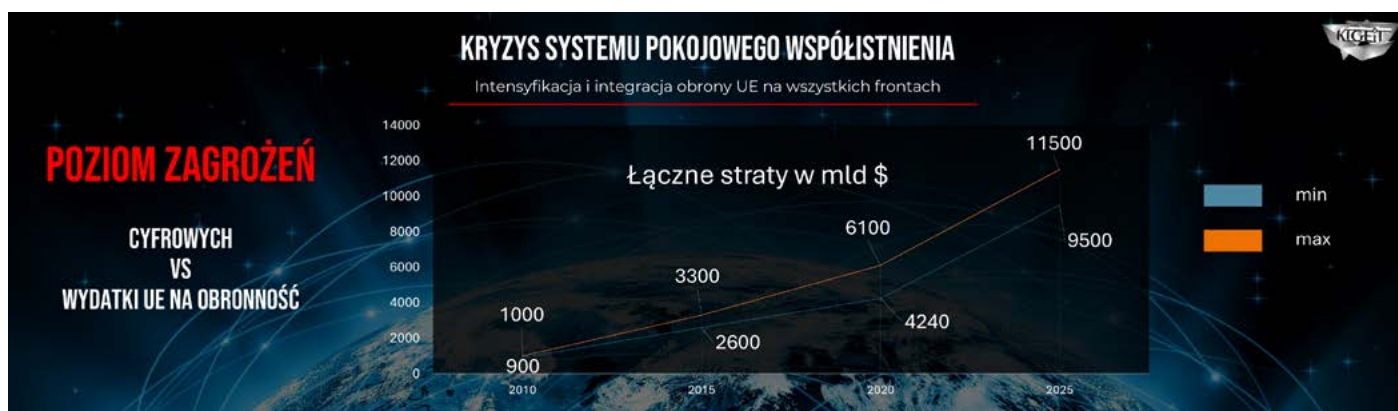 KRYZYS SYSTEMU POKOJOWEGO WSPÓŁISTNIENIA
Intensyfikacja i integracja obrony UE na wszystkich frontach
KIGEiT
POZIOM ZAGROŻEŃ
CYFROWYCH
VS
WYDATKI UE NA OBRONNOŚĆ
Łączne straty w mld $
14000
12000
10000
8000
6000
4000
2000
0
1000
900
3300
2600
6100
4240
11500
9500
2010
2015
2020
2025
min
max